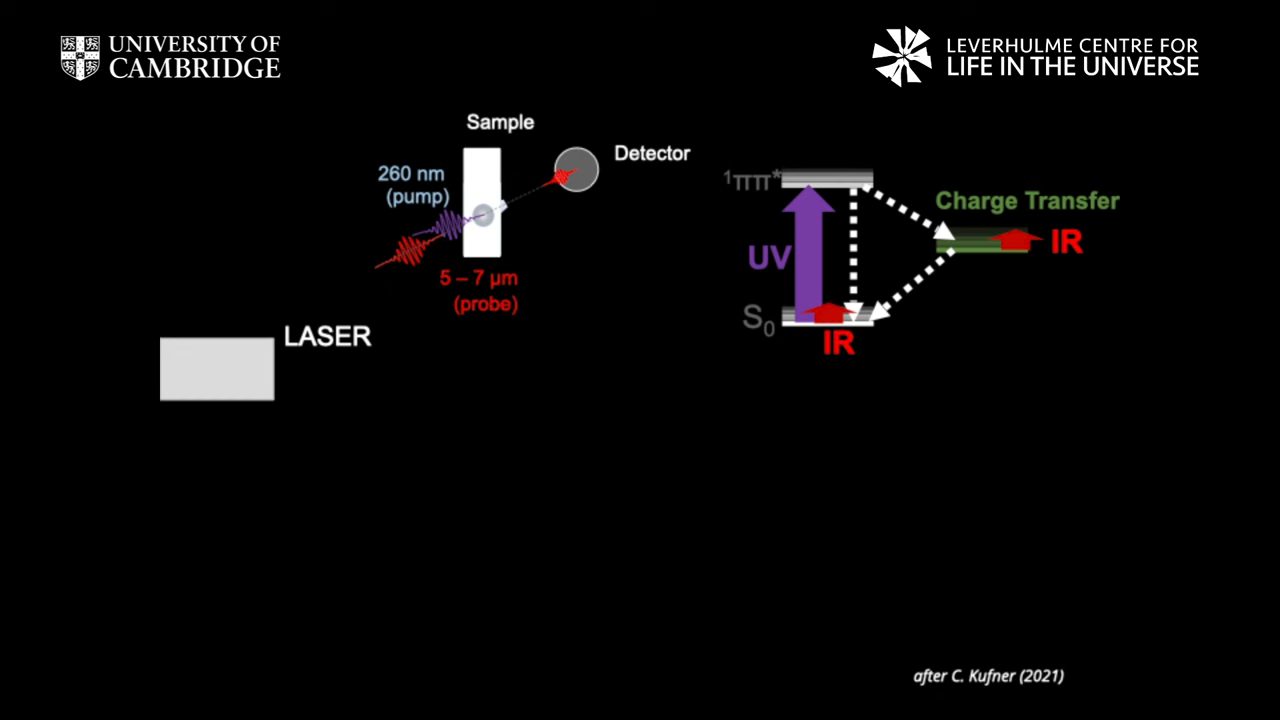 UNIVERSITY OF
CAMBRIDGE
LEVERHULME CENTRE FOR
LIFE IN THE UNIVERSE
Sample
Detector
260 nm
(pump)
5 – 7 µm
(probe)
LASER
¹ππ*
UV
S₀
IR
Charge Transfer
IR
after C. Kufner (2021)